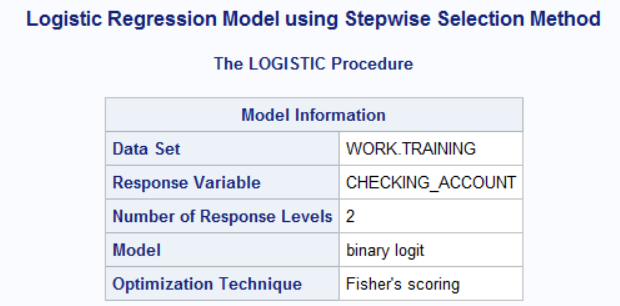 Logistic Regression Model using Stepwise Selection Method
The LOGISTIC Procedure
Model Information
Data Set WORK.TRAINING
Response Variable CHECKING_ACCOUNT
Number of Response Levels 2
Model binary logit
Optimization Technique Fisher's scoring